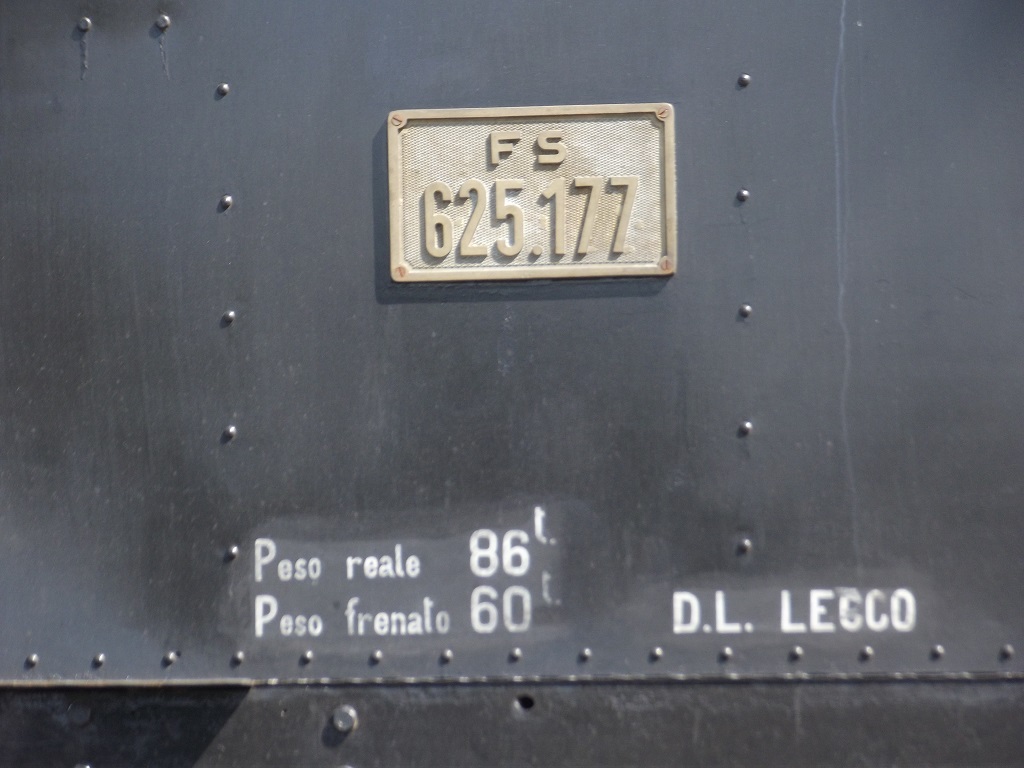 FS
625.177
Peso reale 86 t.
Peso frenato 60 t.
D.L. LECCO